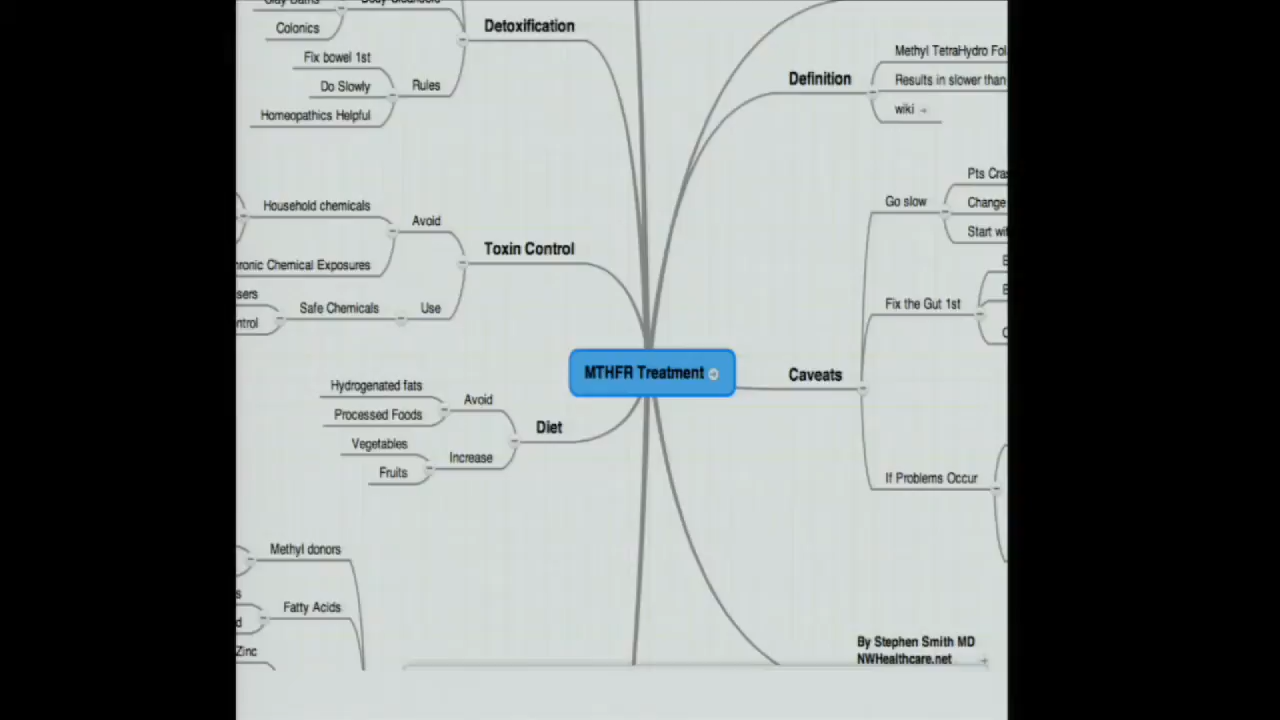 Colonics
Detoxification
Fix bowel 1st
Do Slowly
Rules
Homeopathics Helpful
Definition
Methyl TetraHydro
Results in slower than
wiki
Household chemicals
Avoid
Toxin Control
Chemical Exposures
Safe Chemicals
Use
Go slow
Pts
Change
Start
Fix the Gut 1st
MTHFR Treatment
Caveats
Hydrogenated fats
Avoid
Processed Foods
Diet
Vegetables
Increase
Fruits
If Problems Occur
Methyl donors
Fatty Acids
Zinc
By Stephen Smith MD
NWHealthcare.net